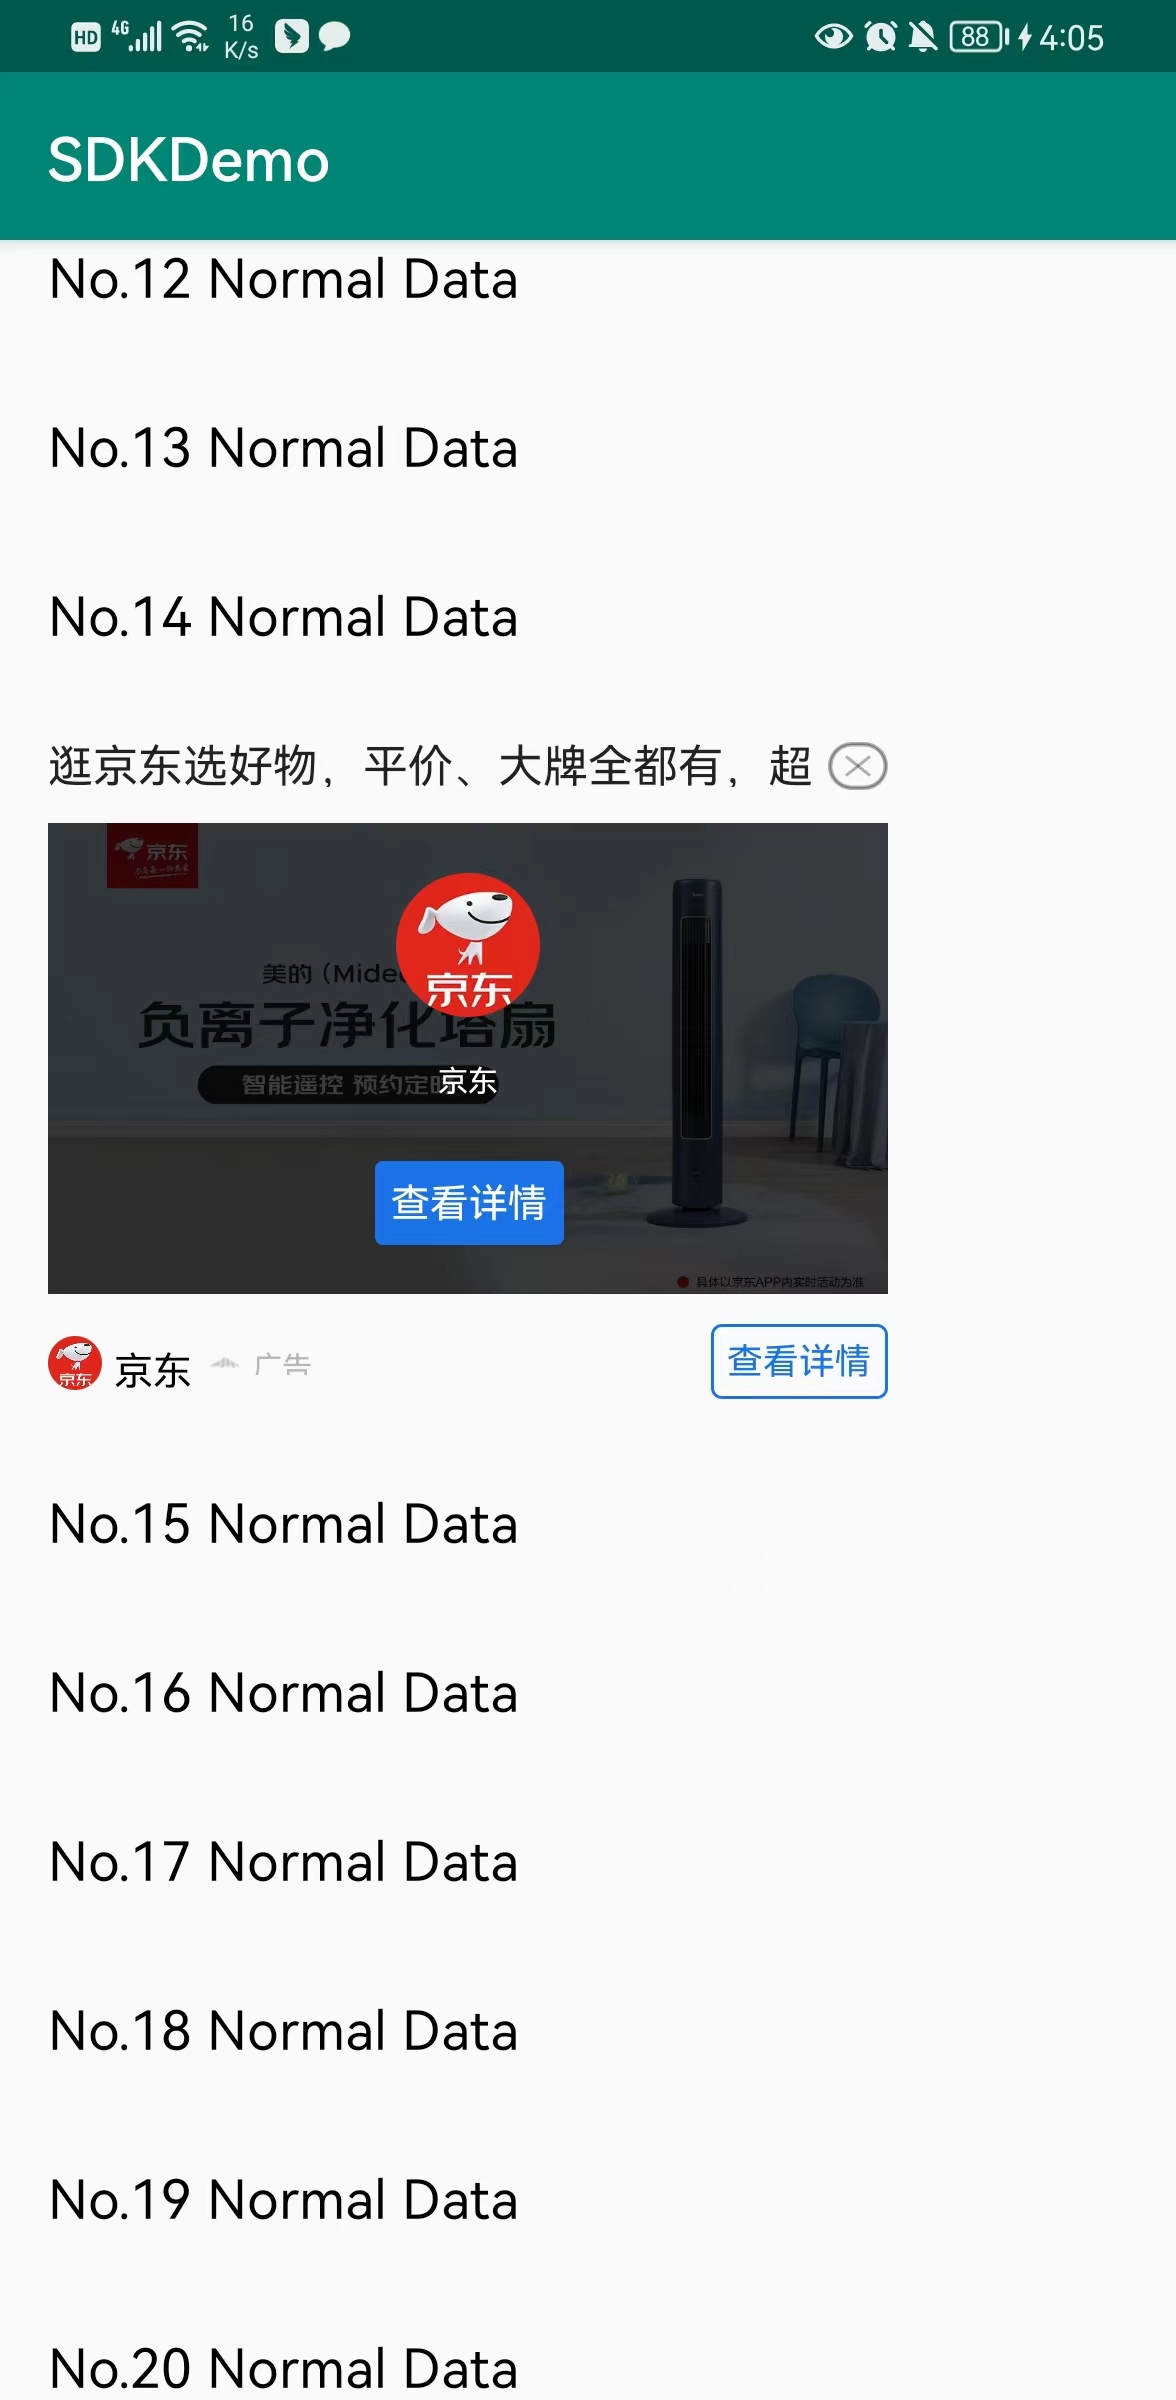 HD 4G 16 K/s 88 4:05
SDKDemo
No.12 Normal Data
No.13 Normal Data
No.14 Normal Data
逛京东选好物，平价、大牌全都有，超
京东
美的（Mide
京东
负离子净化塔扇
智能遥控 预约定时
京东
查看详情
具体以京东APP内实时活动为准
京东
京东 广告
查看详情
No.15 Normal Data
No.16 Normal Data
No.17 Normal Data
No.18 Normal Data
No.19 Normal Data
No.20 Normal Data